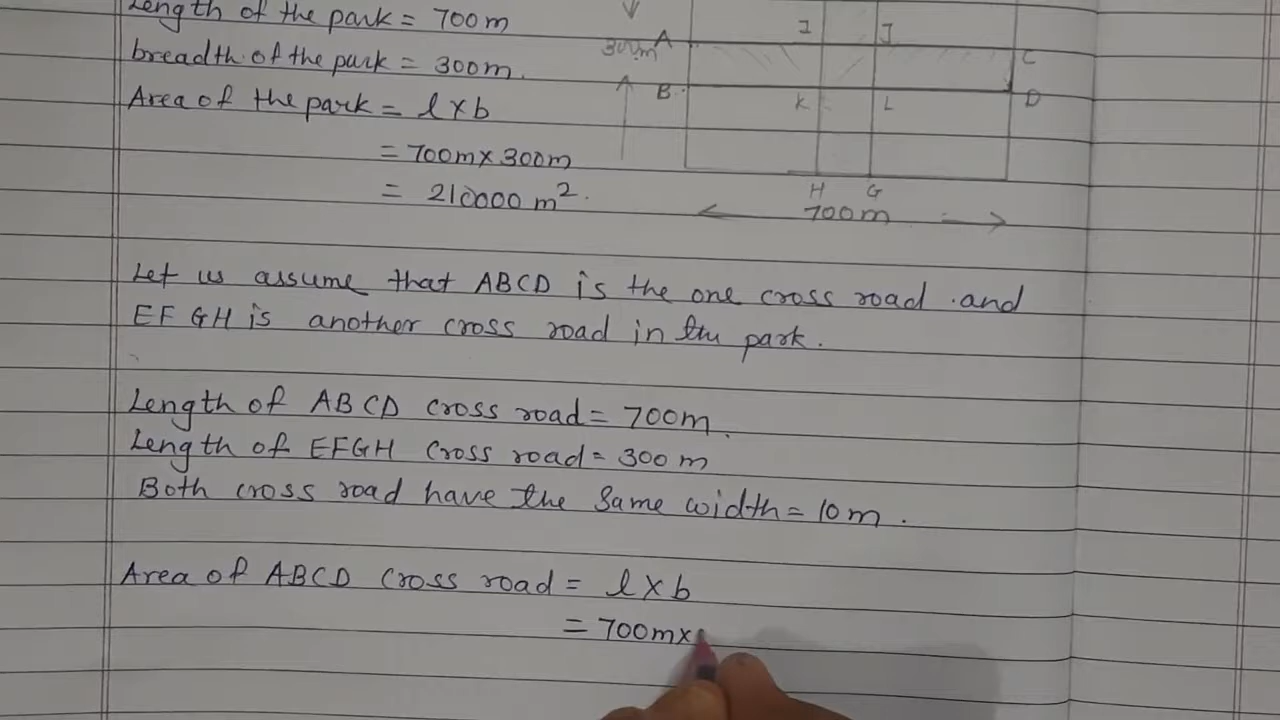 Length of the park = 700m
breadth of the park = 300m.
Area of the park = l x b
= 700m x 300m
= 210000 m².
I J
300m A C
B K L D
H G
700m
Let us assume that ABCD is the one cross road .and
EFGH is another cross road in the park.
Length of ABCD cross road = 700m.
Length of EFGH cross road = 300 m
Both cross road have the same width = 10m.
Area of ABCD cross road = l x b
= 700m x